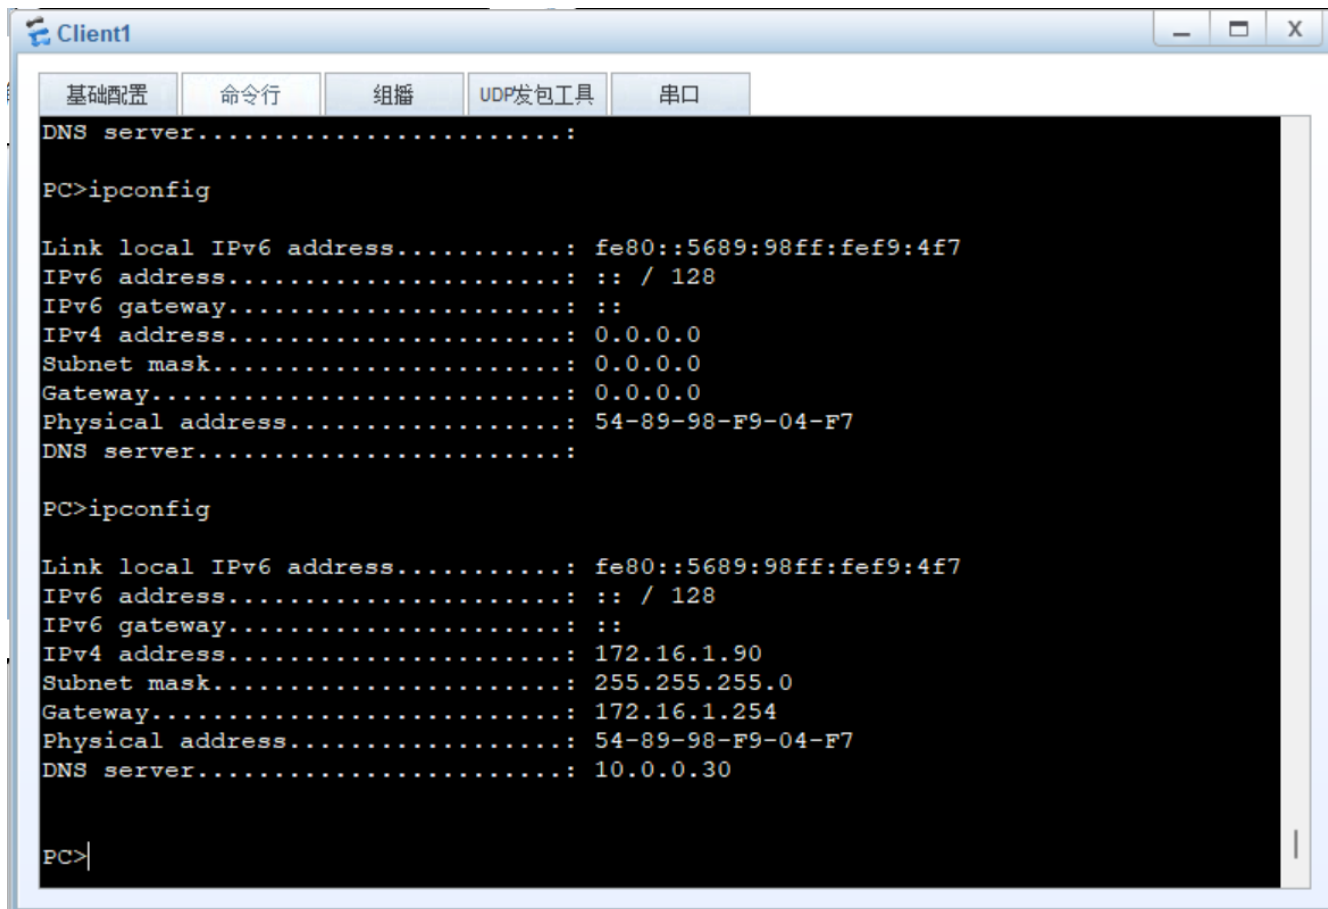 Client1
基础配置 命令行 组播 UDP发包工具 串口
DNS server........................:
PC>ipconfig
Link local IPv6 address...........: fe80::5689:98ff:fef9:4f7
IPv6 address......................: :: / 128
IPv6 gateway......................: ::
IPv4 address......................: 0.0.0.0
Subnet mask.......................: 0.0.0.0
Gateway...........................: 0.0.0.0
Physical address..................: 54-89-98-F9-04-F7
DNS server........................:
PC>ipconfig
Link local IPv6 address...........: fe80::5689:98ff:fef9:4f7
IPv6 address......................: :: / 128
IPv6 gateway......................: ::
IPv4 address......................: 172.16.1.90
Subnet mask.......................: 255.255.255.0
Gateway...........................: 172.16.1.254
Physical address..................: 54-89-98-F9-04-F7
DNS server........................: 10.0.0.30
PC>